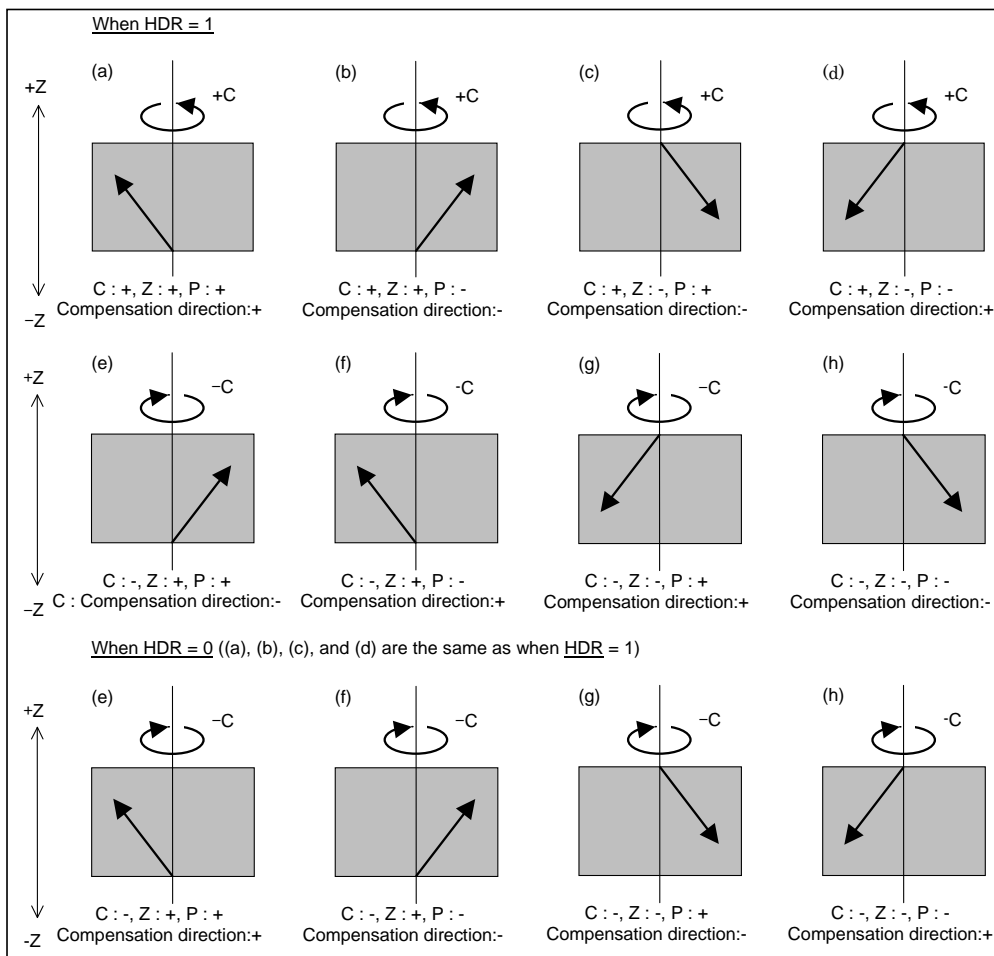 When HDR = 1
(a) (b) (c) (d)
+Z
+C +C +C +C
C : +, Z : +, P : + C : +, Z : +, P : - C : +, Z : -, P : + C : +, Z : -, P : -
Compensation direction:+ Compensation direction:- Compensation direction:- Compensation direction:+
−Z
(e) (f) (g) (h)
+Z
−C -C −C -C
C : -, Z : +, P : + C : -, Z : +, P : - C : -, Z : -, P : + C : -, Z : -, P : -
C : Compensation direction:- Compensation direction:+ Compensation direction:+ Compensation direction:-
−Z
When HDR = 0 ((a), (b), (c), and (d) are the same as when HDR = 1)
(e) (f) (g) (h)
+Z
−C −C −C -C
C : -, Z : +, P : + C : -, Z : +, P : - C : -, Z : -, P : + C : -, Z : -, P : -
Compensation direction:+ Compensation direction:- Compensation direction:- Compensation direction:+
-Z